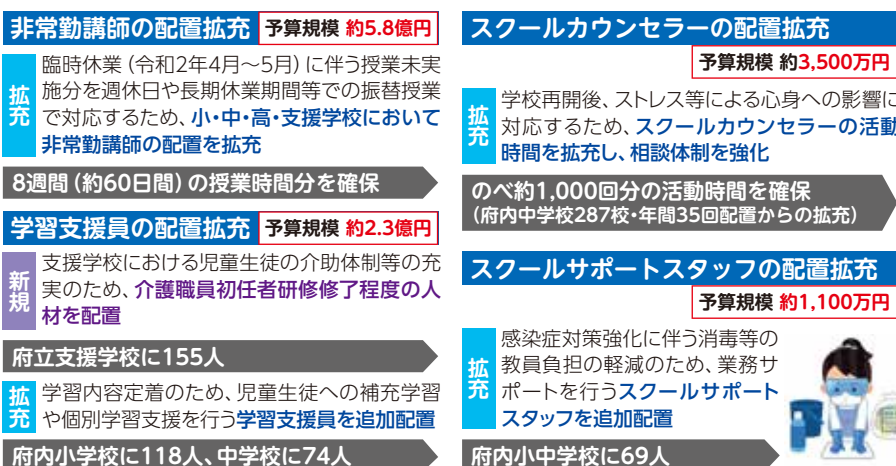 非常勤講師の配置拡充 予算規模 約5.8億円
拡充
臨時休業(令和2年4月～5月)に伴う授業未実
施分を週休日や長期休業期間等での振替授業
で対応するため、小・中・高・支援学校において
非常勤講師の配置を拡充
8週間(約60日間)の授業時間分を確保
学習支援員の配置拡充 予算規模 約2.3億円
新規
支援学校における児童生徒の介助体制等の充
実のため、介護職員初任者研修修了程度の人
材を配置
府立支援学校に155人
拡充
学習内容定着のため、児童生徒への補充学習
や個別学習支援を行う学習支援員を追加配置
府内小学校に118人、中学校に74人
スクールカウンセラーの配置拡充
予算規模 約3,500万円
拡充
学校再開後、ストレス等による心身への影響に
対応するため、スクールカウンセラーの活動
時間を拡充し、相談体制を強化
のべ約1,000回分の活動時間を確保
(府内中学校287校・年間35回配置からの拡充)
スクールサポートスタッフの配置拡充
予算規模 約1,100万円
拡充
感染症対策強化に伴う消毒等の
教員負担の軽減のため、業務サ
ポートを行うスクールサポート
スタッフを追加配置
府内小中学校に69人